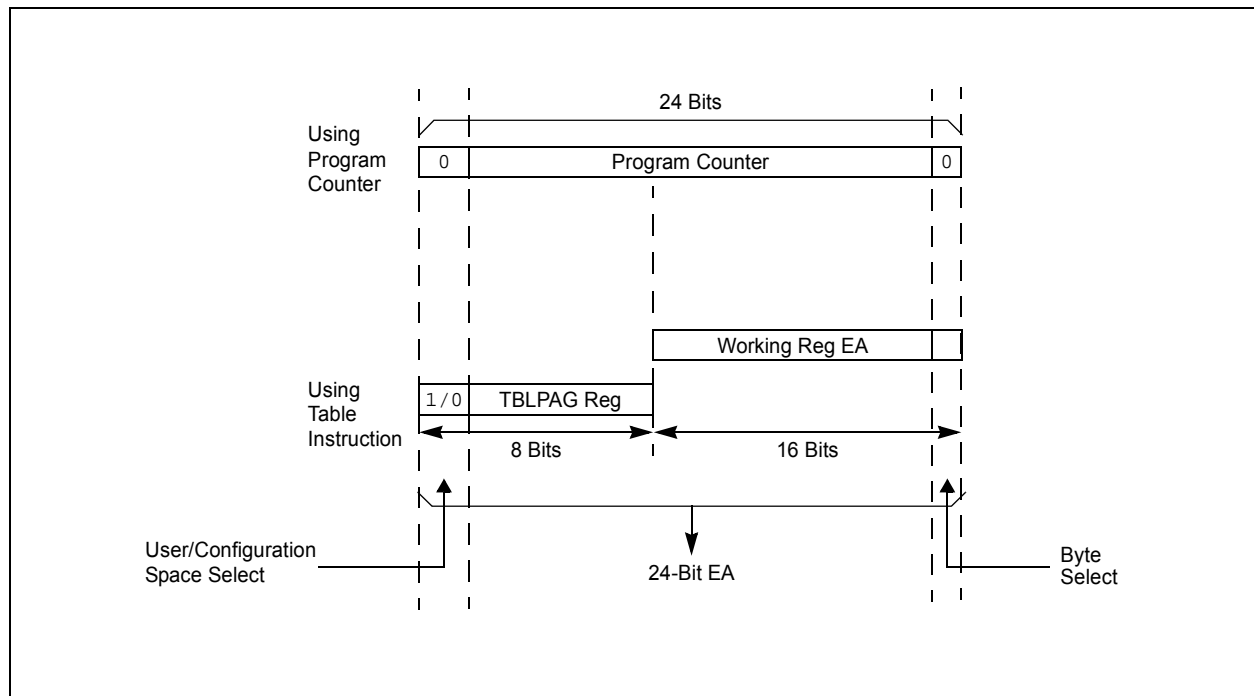 24 Bits
Using
Program
Counter
0
Program Counter
0
Working Reg EA
Using
Table
Instruction
1/0
TBLPAG Reg
8 Bits
16 Bits
User/Configuration
Space Select
24-Bit EA
Byte
Select